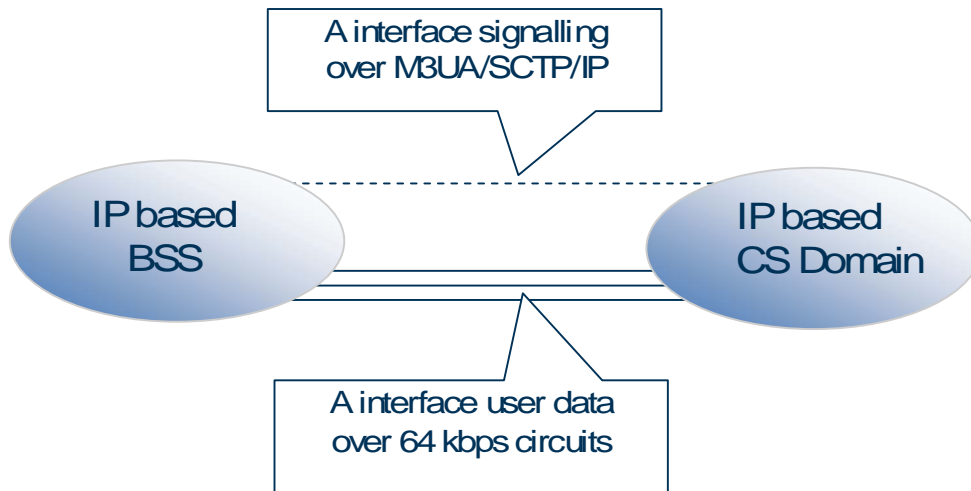 A interface signalling
over M3UA/SCTP/IP
IP based
BSS
IP based
CS Domain
A interface user data
over 64 kbps circuits